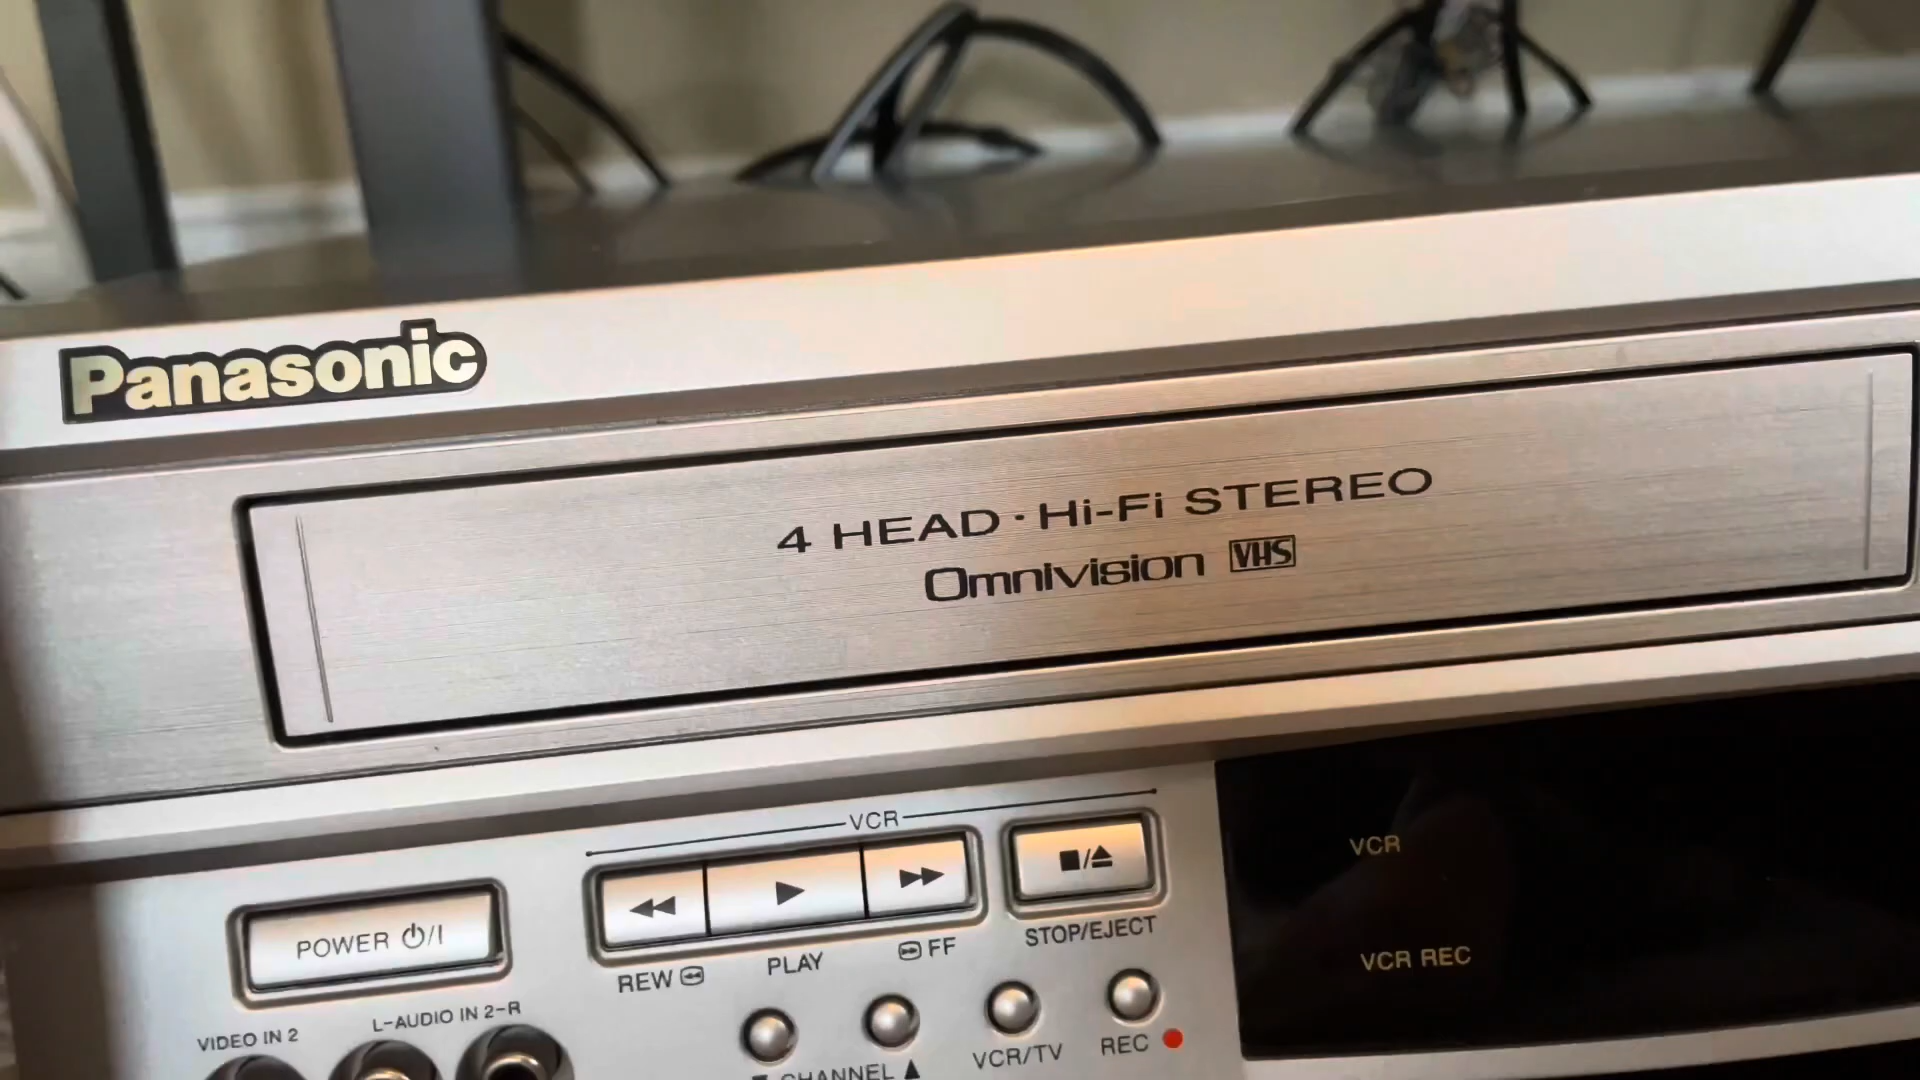 Panasonic
4 HEAD · Hi-Fi STEREO
Omnivision VHS
VCR
POWER ⏻/I
■/⏏
REW
PLAY
FF
STOP/EJECT
VCR
VCR REC
VIDEO IN 2
L-AUDIO IN 2-R
CHANNEL ▲
VCR/TV
REC